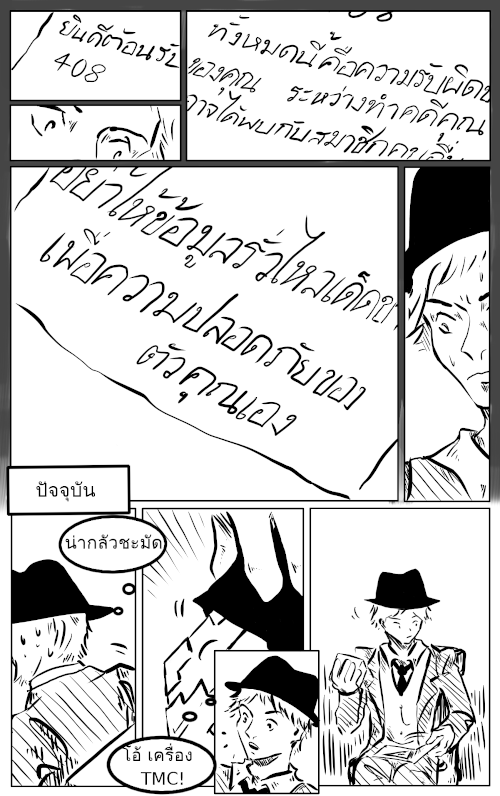 ยินดีต้อนรับ
408
ทั้งหมดนี้คือความรับผิดช
ของคุณ ระหว่างทำคดีคุณ
อาจได้พบกับสมาชิกคนอื่น
อย่าให้ข้อมูลรั่วไหลเด็ดขา
เพื่อความปลอดภัยของ
ตัวคุณเอง
ปัจจุบัน
น่ากลัวชะมัด
โอ้ เครื่อง
TMC!